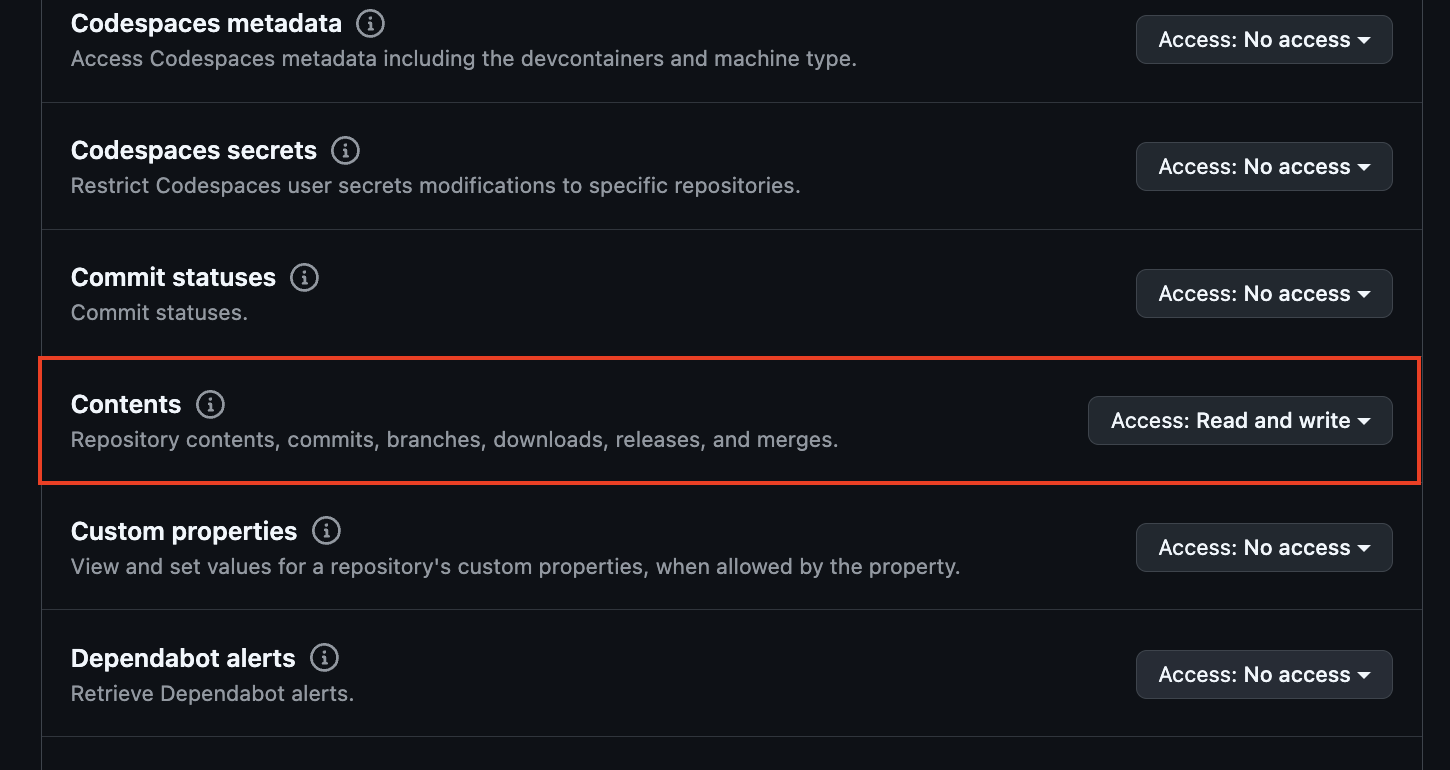 Codespaces metadata
Access: No access
Access Codespaces metadata including the devcontainers and machine type.
Codespaces secrets
Access: No access
Restrict Codespaces user secrets modifications to specific repositories.
Commit statuses
Access: No access
Commit statuses.
Contents
Access: Read and write
Repository contents, commits, branches, downloads, releases, and merges.
Custom properties
Access: No access
View and set values for a repository's custom properties, when allowed by the property.
Dependabot alerts
Access: No access
Retrieve Dependabot alerts.